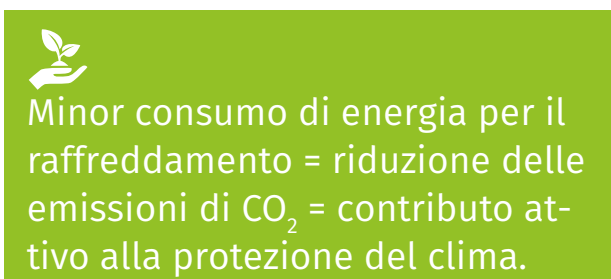 Minor consumo di energia per il
raffreddamento = riduzione delle
emissioni di CO₂ = contributo at-
tivo alla protezione del clima.